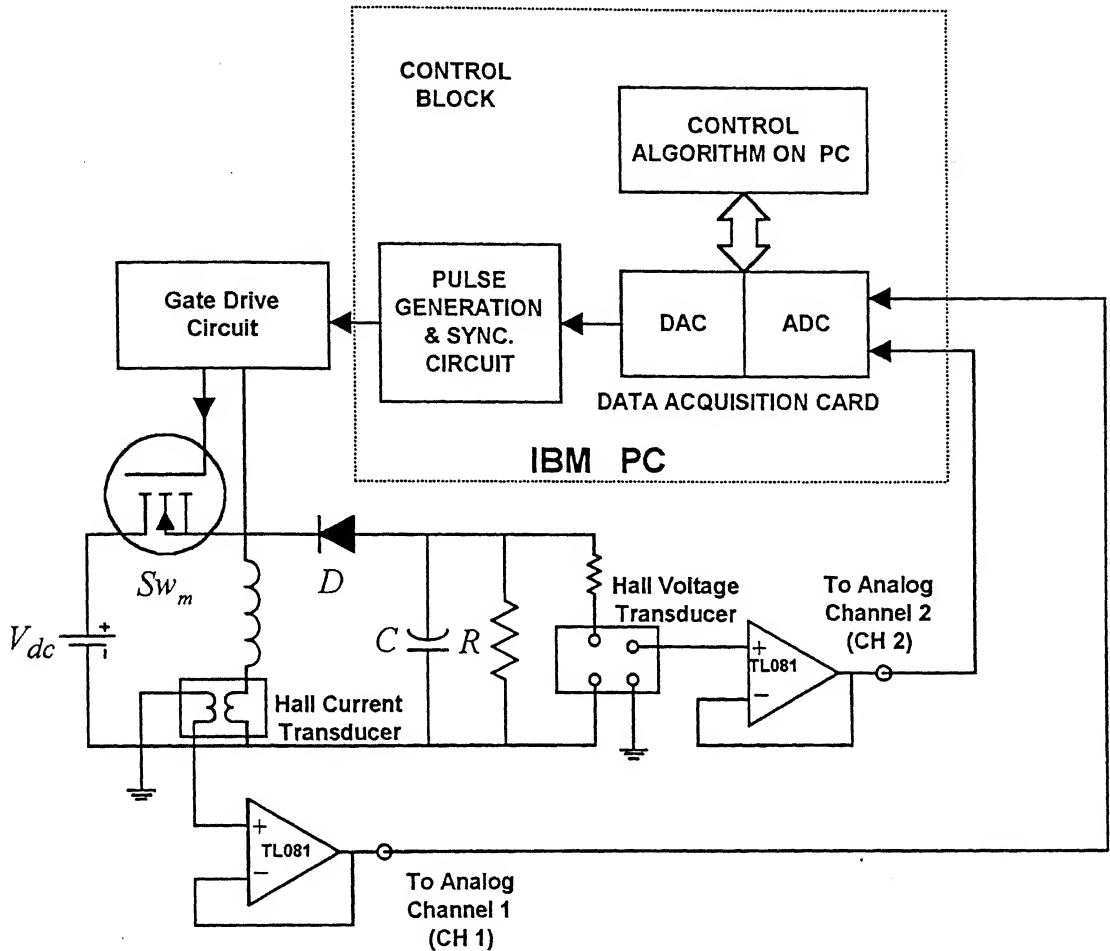 CONTROL
BLOCK
CONTROL
ALGORITHM ON PC
Gate Drive
Circuit
PULSE
GENERATION
& SYNC.
CIRCUIT
DAC
ADC
DATA ACQUISITION CARD
IBM PC
Sw_m
D
V_dc
+
-
C
R
Hall Voltage
Transducer
To Analog
Channel 2
(CH 2)
+
TL081
-
Hall Current
Transducer
+
TL081
-
To Analog
Channel 1
(CH 1)